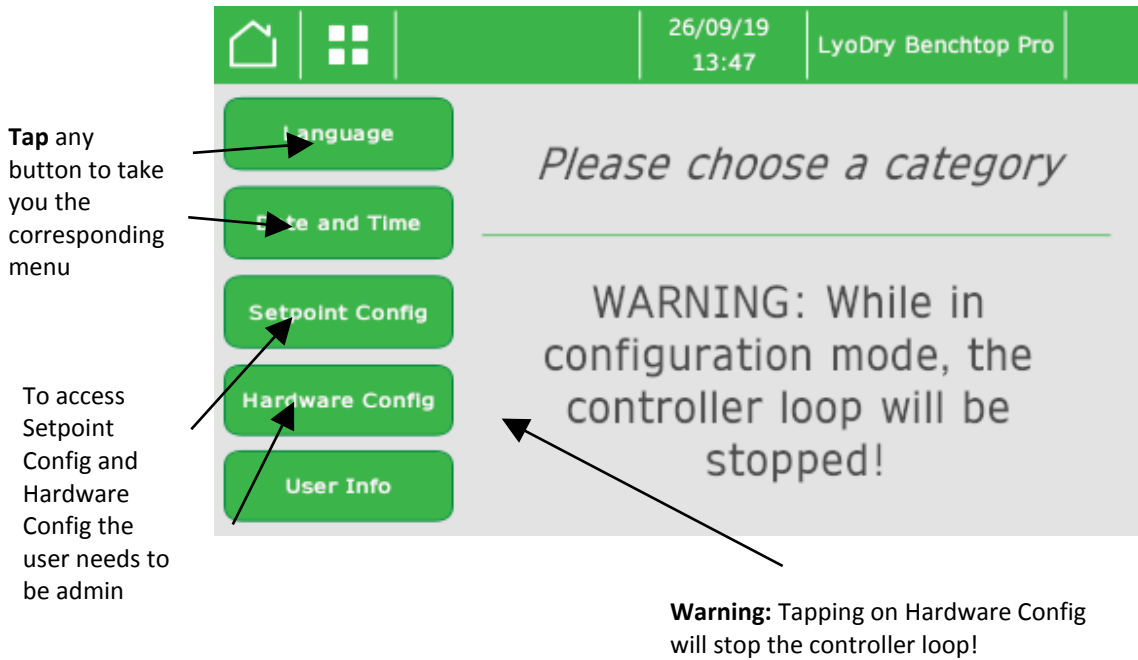 26/09/19
13:47
LyoDry Benchtop Pro
Tap any
button to take
you the
corresponding
menu
Language
Date and Time
Setpoint Config
Hardware Config
User Info
Please choose a category
WARNING: While in
configuration mode, the
controller loop will be
stopped!
To access
Setpoint
Config and
Hardware
Config the
user needs to
be admin
Warning: Tapping on Hardware Config
will stop the controller loop!